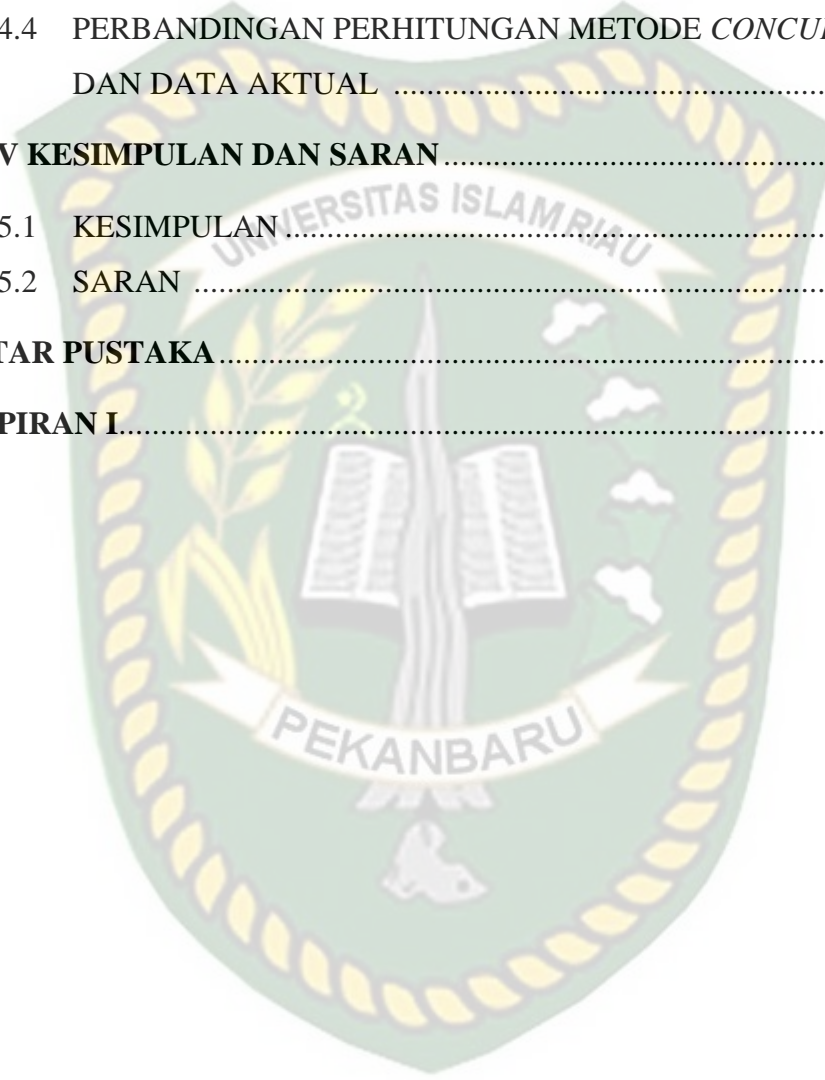 4.4 PERBANDINGAN PERHITUNGAN METODE
DAN DATA AKTUAL ......................................................
V KESIMPULAN DAN SARAN ......................................................
UNIVERSITAS ISLAM RIAU
5.1 KESIMPULAN ......................................................
5.2 SARAN ......................................................
TAR PUSTAKA ......................................................
PIRAN I ......................................................
PEKANBARU